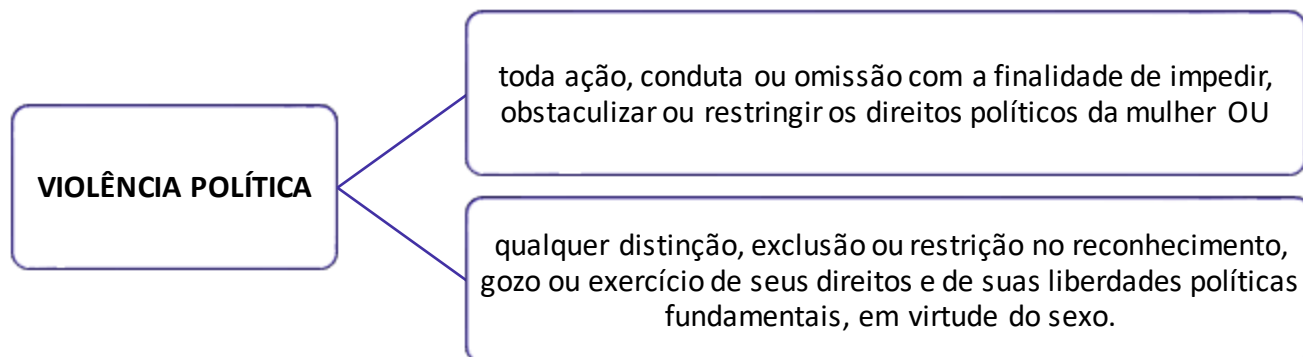 VIOLÊNCIA POLÍTICA
toda ação, conduta ou omissão com a finalidade de impedir,
obstaculizar ou restringir os direitos políticos da mulher OU
qualquer distinção, exclusão ou restrição no reconhecimento,
gozo ou exercício de seus direitos e de suas liberdades políticas
fundamentais, em virtude do sexo.